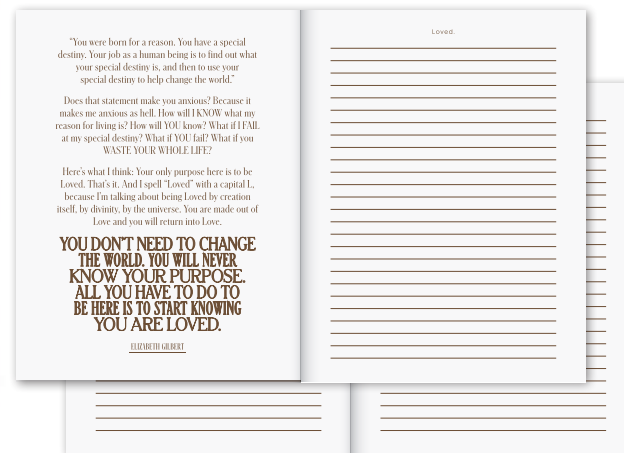 “You were born for a reason. You have a special
destiny. Your job as a human being is to find out what
your special destiny is, and then to use your
special destiny to help change the world.”
Does that statement make you anxious? Because it
makes me anxious as hell. How will I KNOW what my
reason for living is? How will YOU know? What if I FAIL
at my special destiny? What if YOU fail? What if you
WASTE YOUR WHOLE LIFE?
Here's what I think: Your only purpose here is to be
Loved. That's it. And I spell “Loved” with a capital L,
because I'm talking about being Loved by creation
itself, by divinity, by the universe. You are made out of
Love and you will return into Love.
YOU DON'T NEED TO CHANGE
THE WORLD. YOU WILL NEVER
KNOW YOUR PURPOSE.
ALL YOU HAVE TO DO TO
BE HERE IS TO START KNOWING
YOU ARE LOVED.
ELIZABETH GILBERT
Loved.